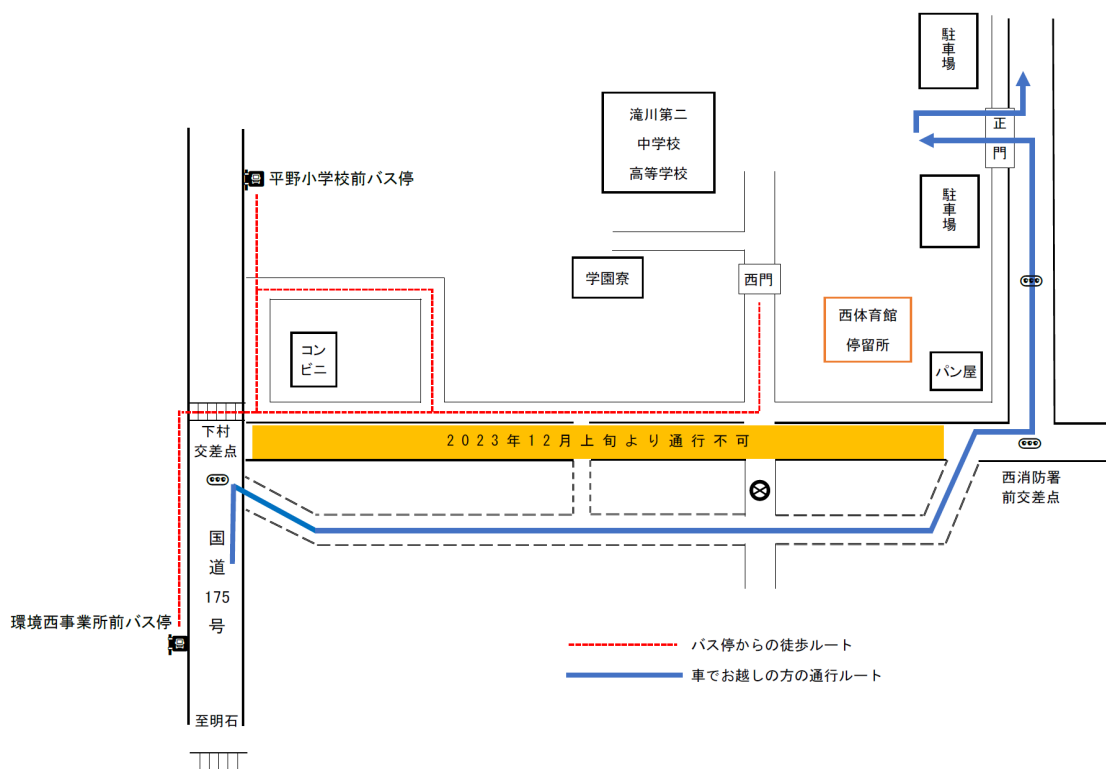 駐車場
滝川第二
中学校
高等学校
正門
平野小学校前バス停
駐車場
学園寮
西門
西体育館
停留所
コン
ビニ
パン屋
下村
交差点
2023年12月上旬より通行不可
西消防署
前交差点
国道175号
環境西事業所前バス停
バス停からの徒歩ルート
車でお越しの方の通行ルート
至明石